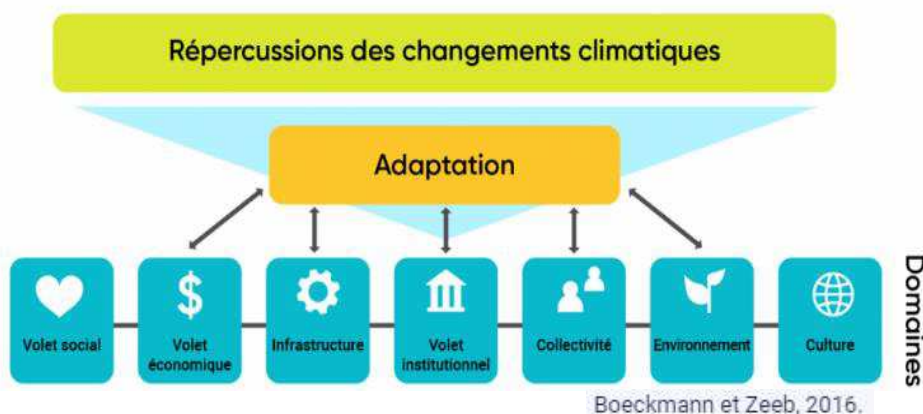 Répercussions des changements climatiques
Adaptation
Volet social
Volet
économique
Infrastructure
Volet
institutionnel
Collectivité
Environnement
Culture
Domaines
Boeckmann et Zeeb, 2016.